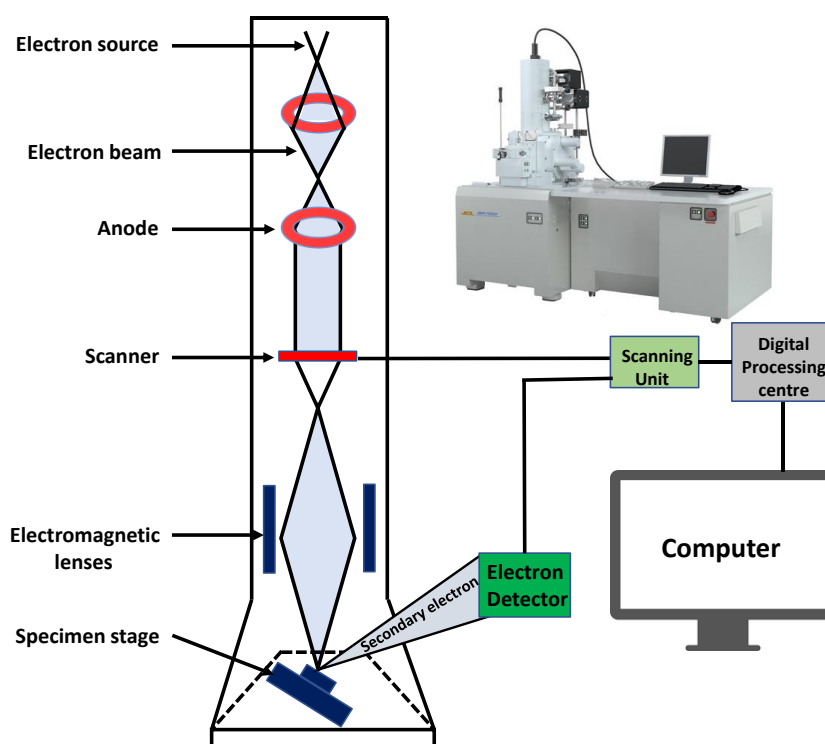 Electron source
Electron beam
Anode
Scanner
Electromagnetic
lenses
Specimen stage
Scanning
Unit
Digital
Processing
centre
Electron
Detector
Secondary electron
Computer